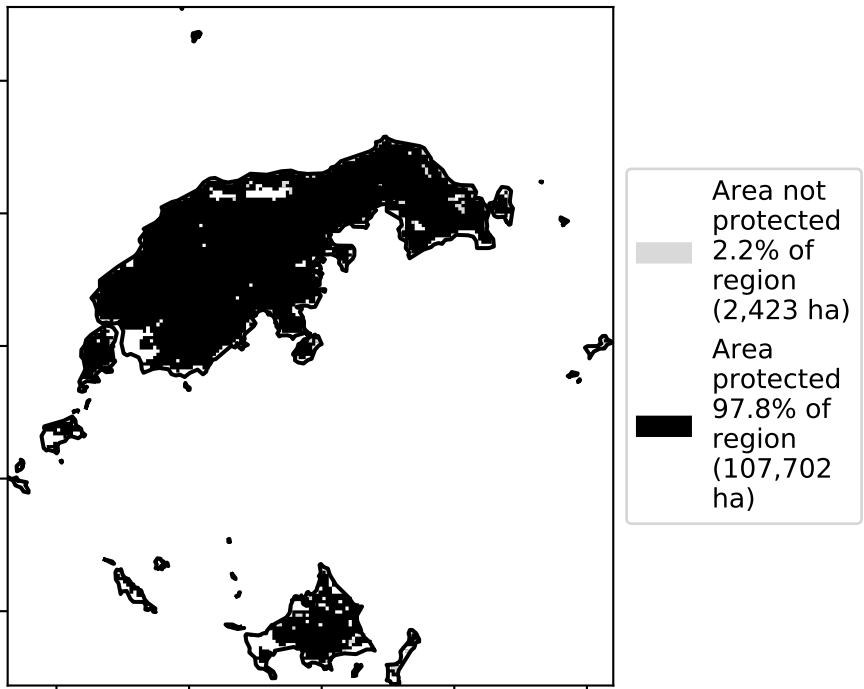 Area not
protected
2.2% of
region
(2,423 ha)
Area
protected
97.8% of
region
(107,702
ha)